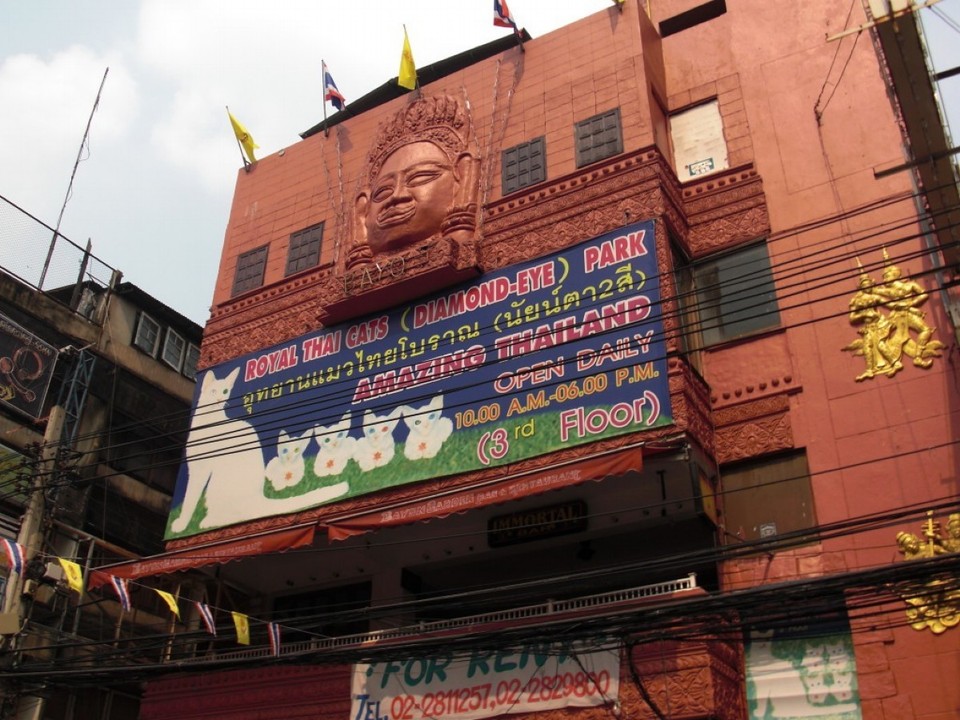 ROYAL THAI CATS (DIAMOND-EYE) PARK
อุทยานแมวไทยโบราณ (นัยน์ตา2สี)
AMAZING THAILAND
OPEN DAILY
10.00 A.M.-06.00 P.M.
(3rd Floor)
IMMORTAL
FOR RENT
TEL. 02-2811257, 02-2829800